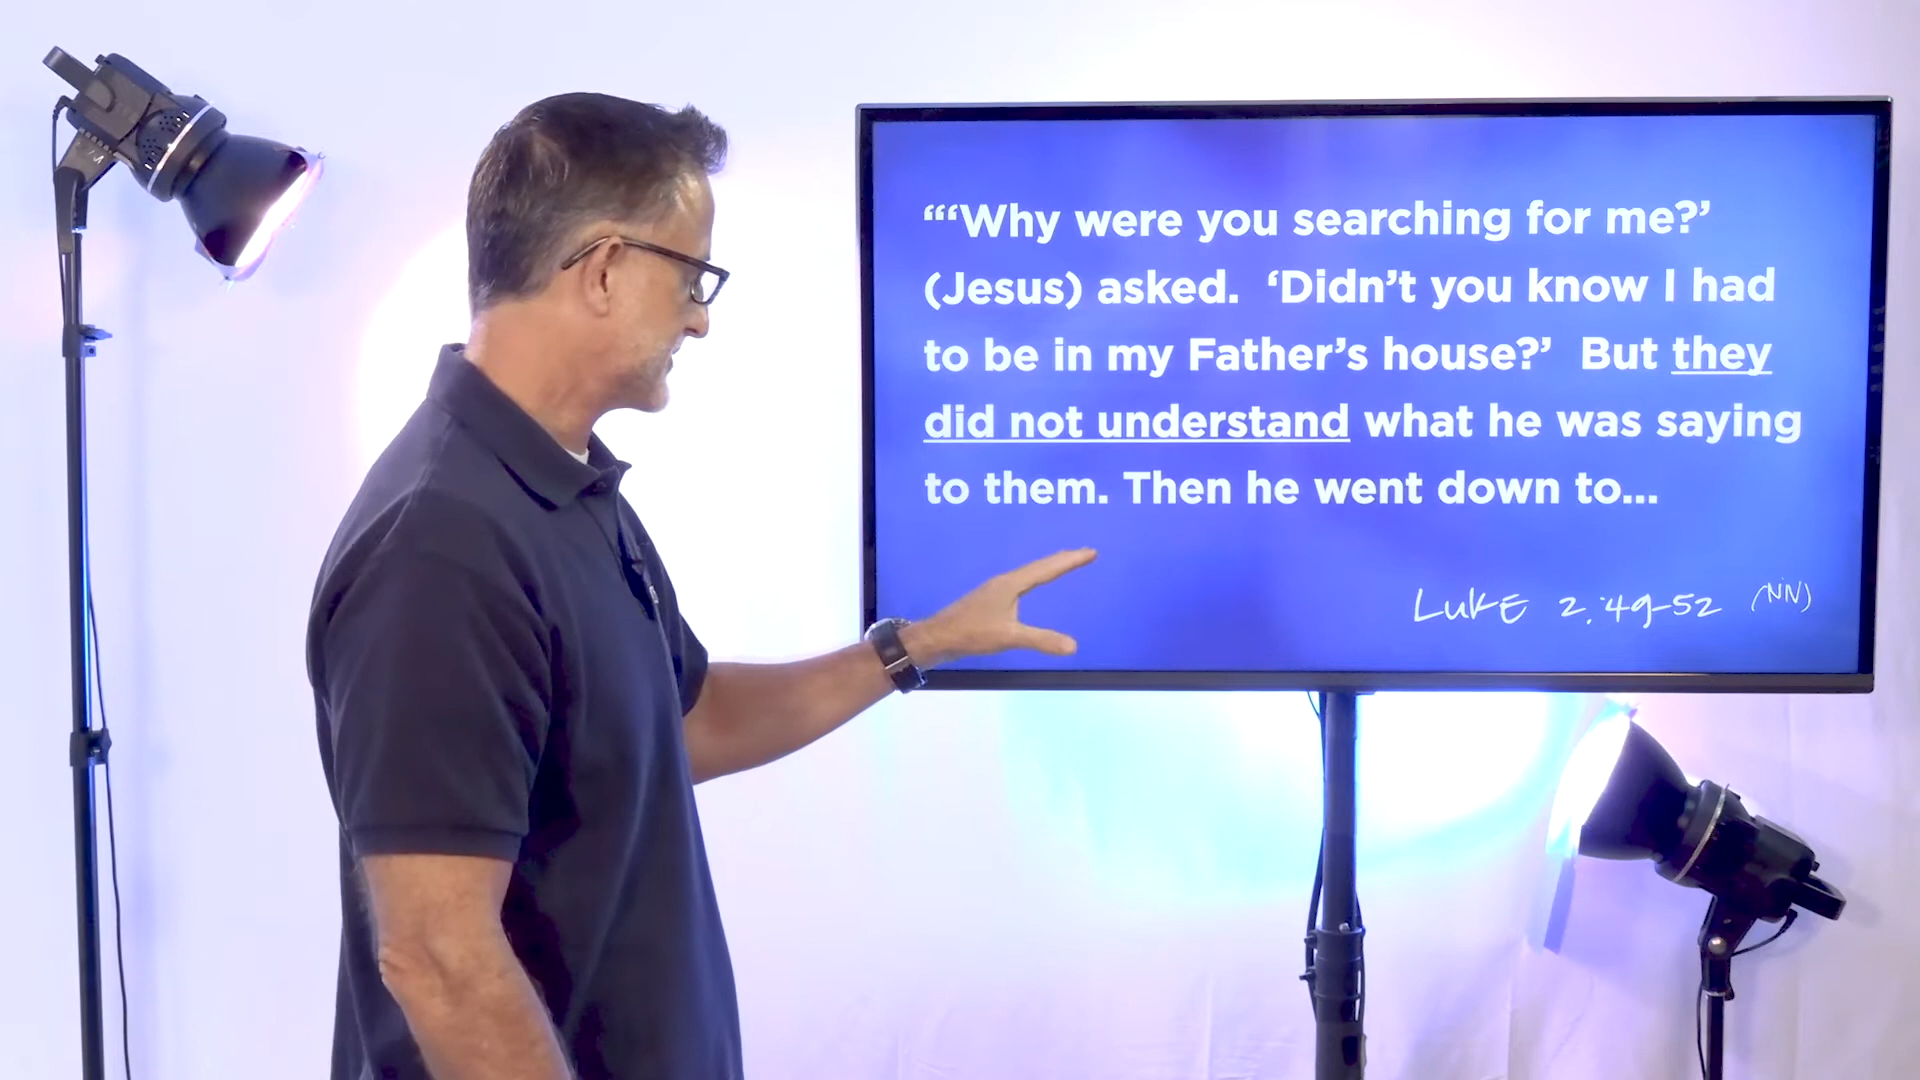 “‘Why were you searching for me?’
(Jesus) asked.  ‘Didn’t you know I had
to be in my Father’s house?’  But they
did not understand what he was saying
to them. Then he went down to...
LUKE 2:49-52 (NIV)